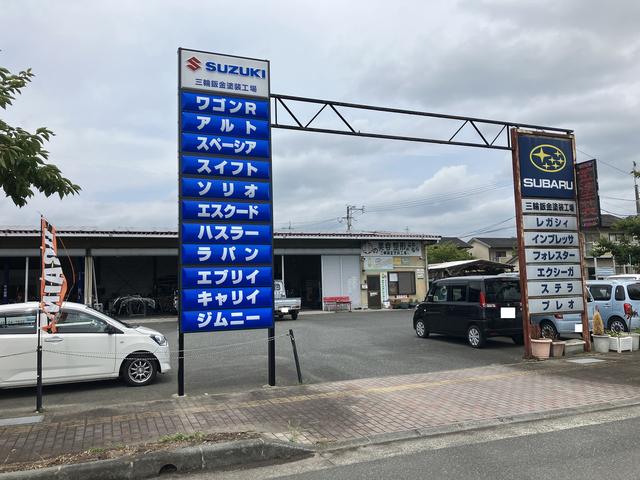 SUZUKI
三輪鈑金塗装工場
ワゴンR
アルト
スペーシア
スイフト
ソリオ
エスクード
ハスラー
ラパン
エブリイ
キャリイ
ジムニー
SUBARU
三輪鈑金塗装工場
レガシィ
インプレッサ
フォレスター
エクシーガ
ステラ
プレオ